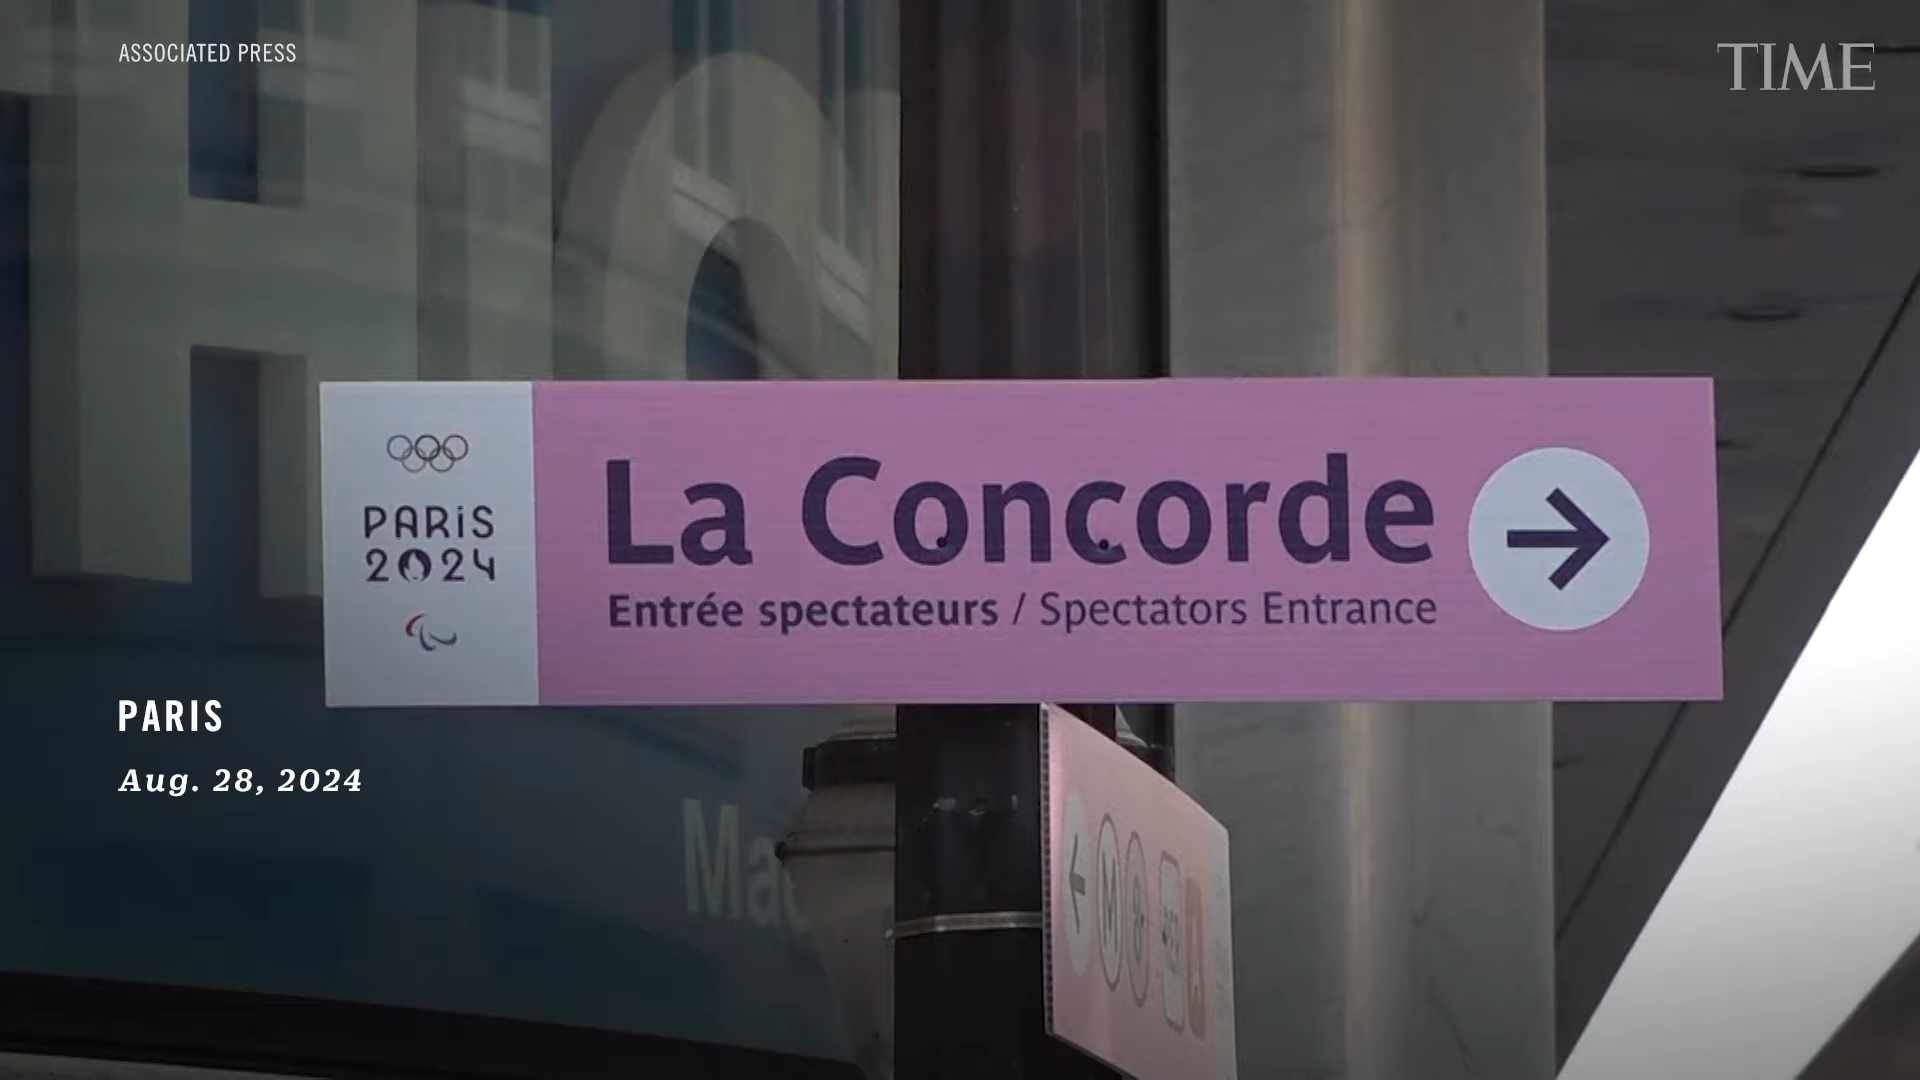 ASSOCIATED PRESS
TIME
PARIS
2024
La Concorde
Entrée spectateurs / Spectators Entrance
PARIS
Aug. 28, 2024
M